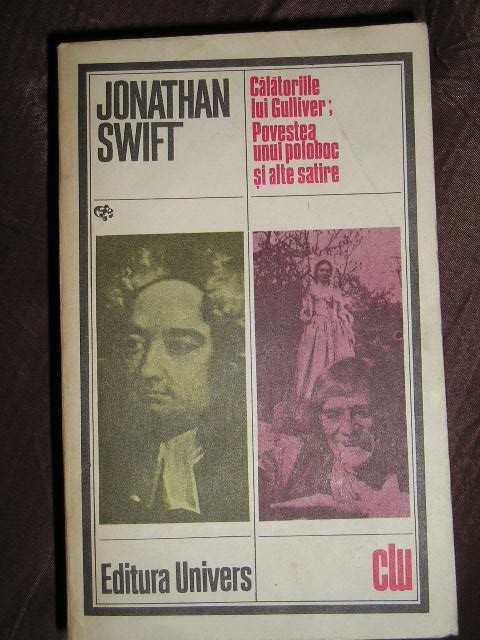 JONATHAN
SWIFT
Călătoriile
lui Gulliver;
Povestea
unui poloboc
și alte satire
Editura Univers
clu